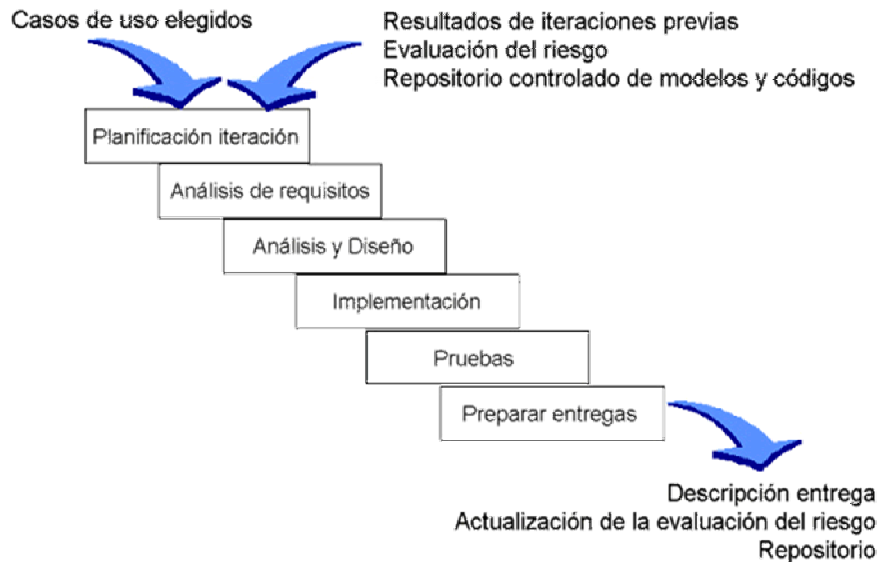 Casos de uso elegidos
Resultados de iteraciones previas
Evaluación del riesgo
Repositorio controlado de modelos y códigos
Planificación iteración
Análisis de requisitos
Análisis y Diseño
Implementación
Pruebas
Preparar entregas
Descripción entrega
Actualización de la evaluación del riesgo
Repositorio